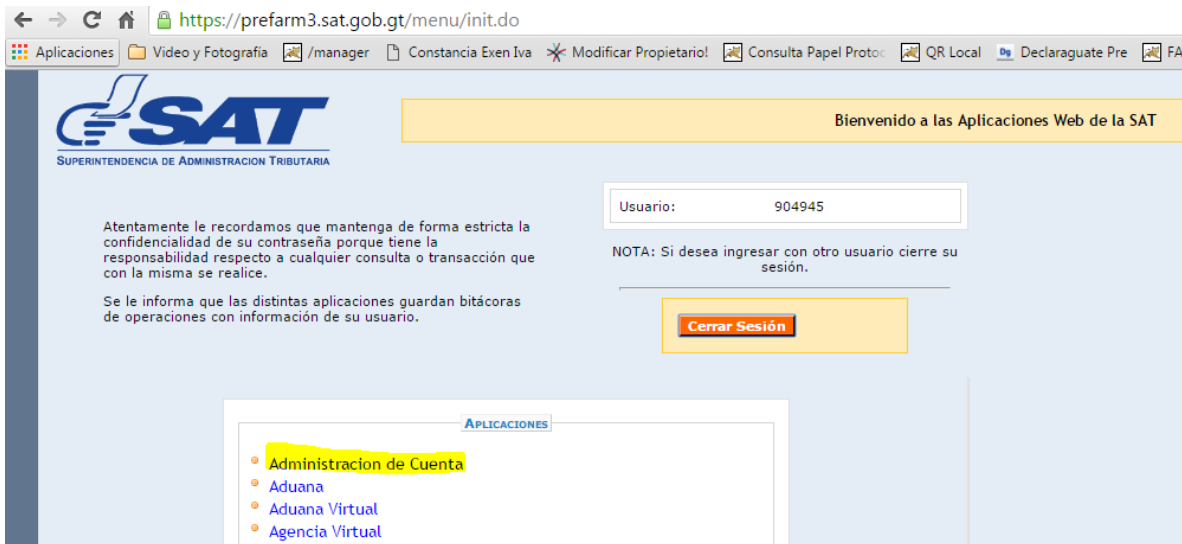 https://prefarm3.sat.gob.gt/menu/init.do
Aplicaciones Video y Fotografía /manager Constancia Exen Iva Modificar Propietario! Consulta Papel Protoc QR Local Dg Declaraguate Pre FA
SAT
SUPERINTENDENCIA DE ADMINISTRACION TRIBUTARIA
Bienvenido a las Aplicaciones Web de la SAT
Atentamente le recordamos que mantenga de forma estricta la
confidencialidad de su contraseña porque tiene la
responsabilidad respecto a cualquier consulta o transacción que
con la misma se realice.
Se le informa que las distintas aplicaciones guardan bitácoras
de operaciones con información de su usuario.
Usuario: 904945
NOTA: Si desea ingresar con otro usuario cierre su
sesión.
Cerrar Sesión
APLICACIONES
Administracion de Cuenta
Aduana
Aduana Virtual
Agencia Virtual